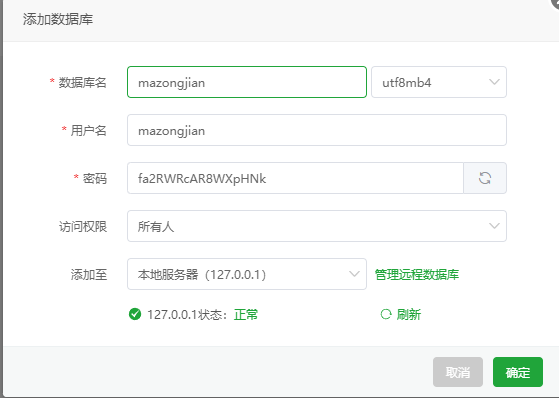 添加数据库
* 数据库名 mazongjian utf8mb4
* 用户名 mazongjian
* 密码 fa2RWRcAR8WXpHNk
访问权限 所有人
添加至 本地服务器（127.0.0.1） 管理远程数据库
127.0.0.1状态：正常 刷新
取消 确定